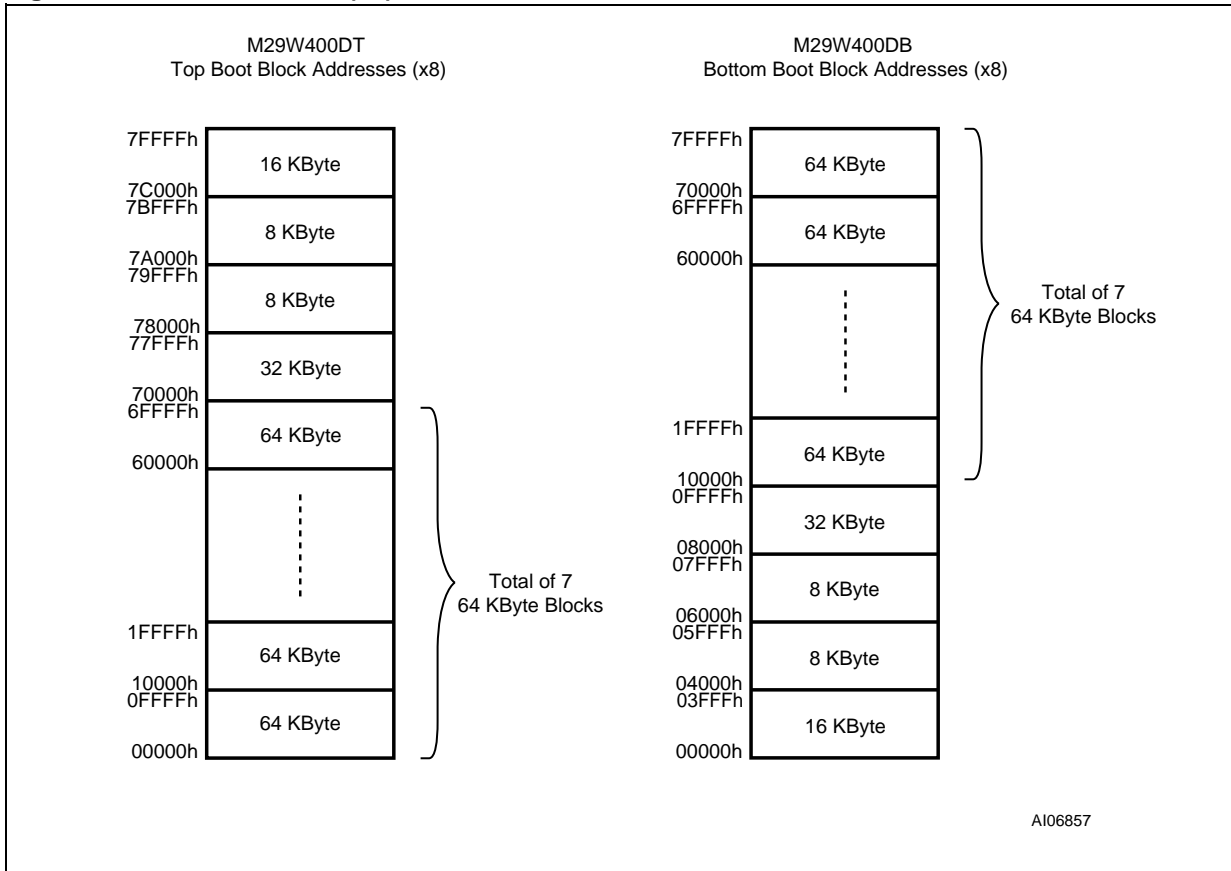 M29W400DT
Top Boot Block Addresses (x8)
7FFFFh
16 KByte
7C000h
7BFFFh
8 KByte
7A000h
79FFFh
8 KByte
78000h
77FFFh
32 KByte
70000h
6FFFFh
64 KByte
60000h
Total of 7
64 KByte Blocks
1FFFFh
64 KByte
10000h
0FFFFh
64 KByte
00000h
M29W400DB
Bottom Boot Block Addresses (x8)
7FFFFh
64 KByte
70000h
6FFFFh
64 KByte
60000h
Total of 7
64 KByte Blocks
1FFFFh
64 KByte
10000h
0FFFFh
32 KByte
08000h
07FFFh
8 KByte
06000h
05FFFh
8 KByte
04000h
03FFFh
16 KByte
00000h
AI06857